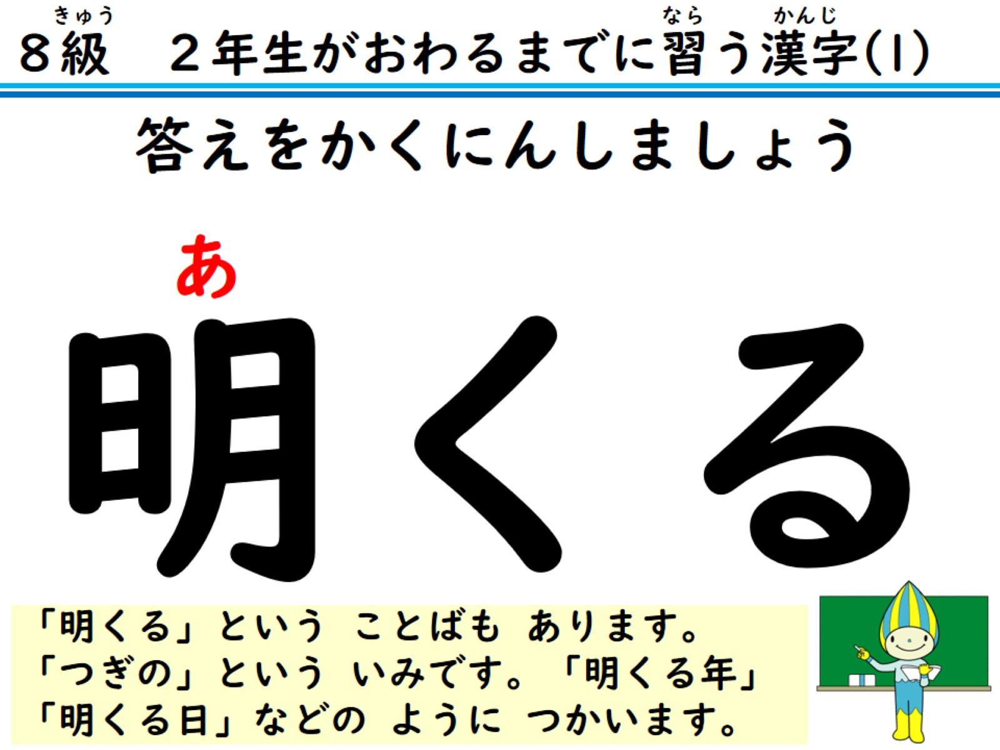 きゅう なら かんじ
8級 2年生がおわるまでに習う漢字(1)
答えをかくにんしましょう
あ
明くる
「明くる」という ことばも あります。
「つぎの」という いみです。「明くる年」
「明くる日」などの ように つかいます。